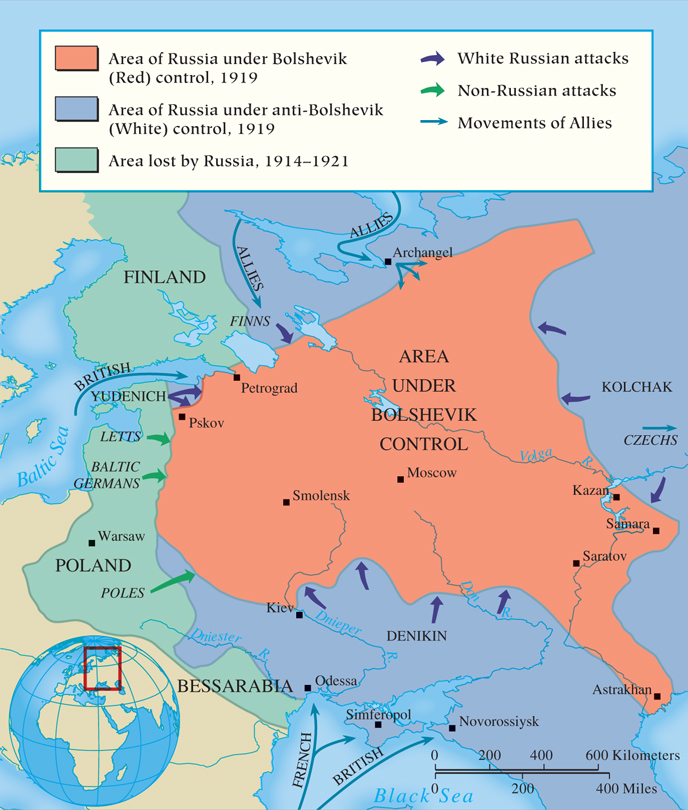 Area of Russia under Bolshevik
(Red) control, 1919
Area of Russia under anti-Bolshevik
(White) control, 1919
Area lost by Russia, 1914–1921
White Russian attacks
Non-Russian attacks
Movements of Allies
ALLIES
Archangel
ALLIES
FINLAND
FINNS
AREA
UNDER
BOLSHEVIK
CONTROL
BRITISH
Petrograd
YUDENICH
Pskov
KOLCHAK
CZECHS
LETTS
Baltic Sea
BALTIC
GERMANS
Volga R.
Moscow
Kazan
Smolensk
Samara
Warsaw
Saratov
POLAND
POLES
Kiev
Dnieper
R.
Don R.
DENIKIN
Dniester R.
BESSARABIA
Odessa
Astrakhan
Simferopol
Novorossiysk
FRENCH
BRITISH
0 200 400 600 Kilometers
0 200 400 Miles
Black Sea